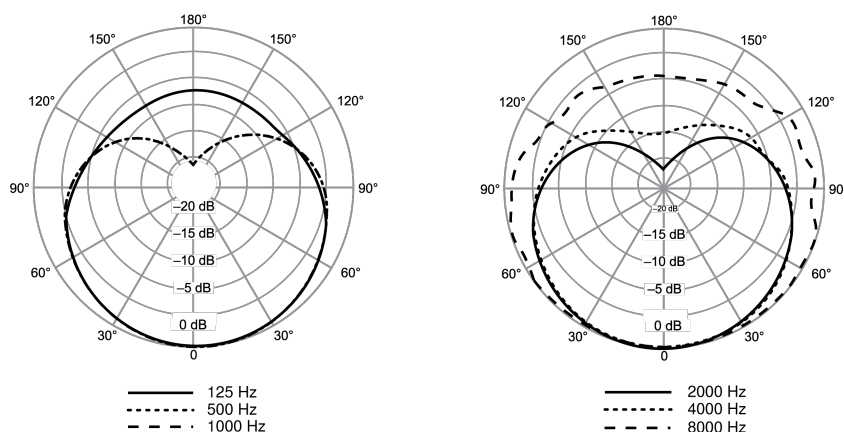 180°
150° 150°
120° 120°
90° 90°
–20 dB
–15 dB
–10 dB
60° 60°
–5 dB
0 dB
30° 30°
0
125 Hz
500 Hz
1000 Hz
180°
150° 150°
120° 120°
90° 90°
–20 dB
–15 dB
–10 dB
60° 60°
–5 dB
0 dB
30° 30°
0
2000 Hz
4000 Hz
8000 Hz